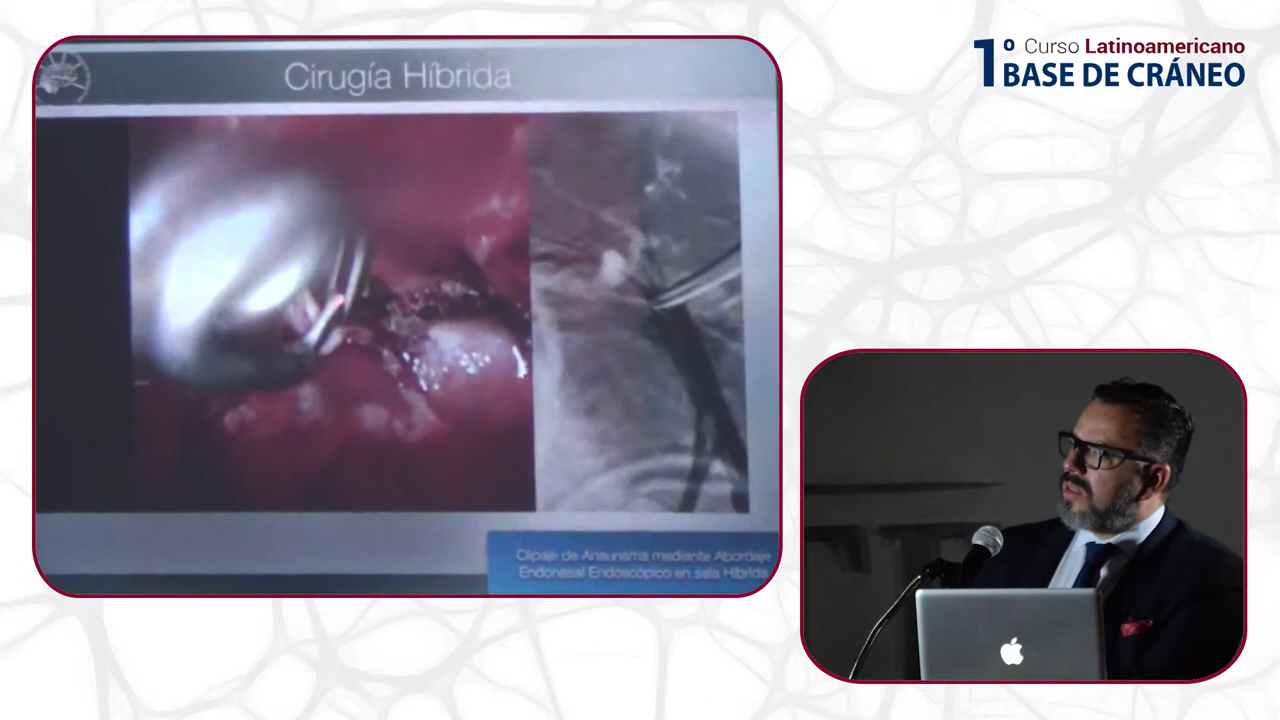 Cirugía Híbrida
1º Curso Latinoamericano
BASE DE CRÁNEO
Clipaje de Aneurisma mediante Abordaje
Endonasal Endoscópico en sala Híbrida